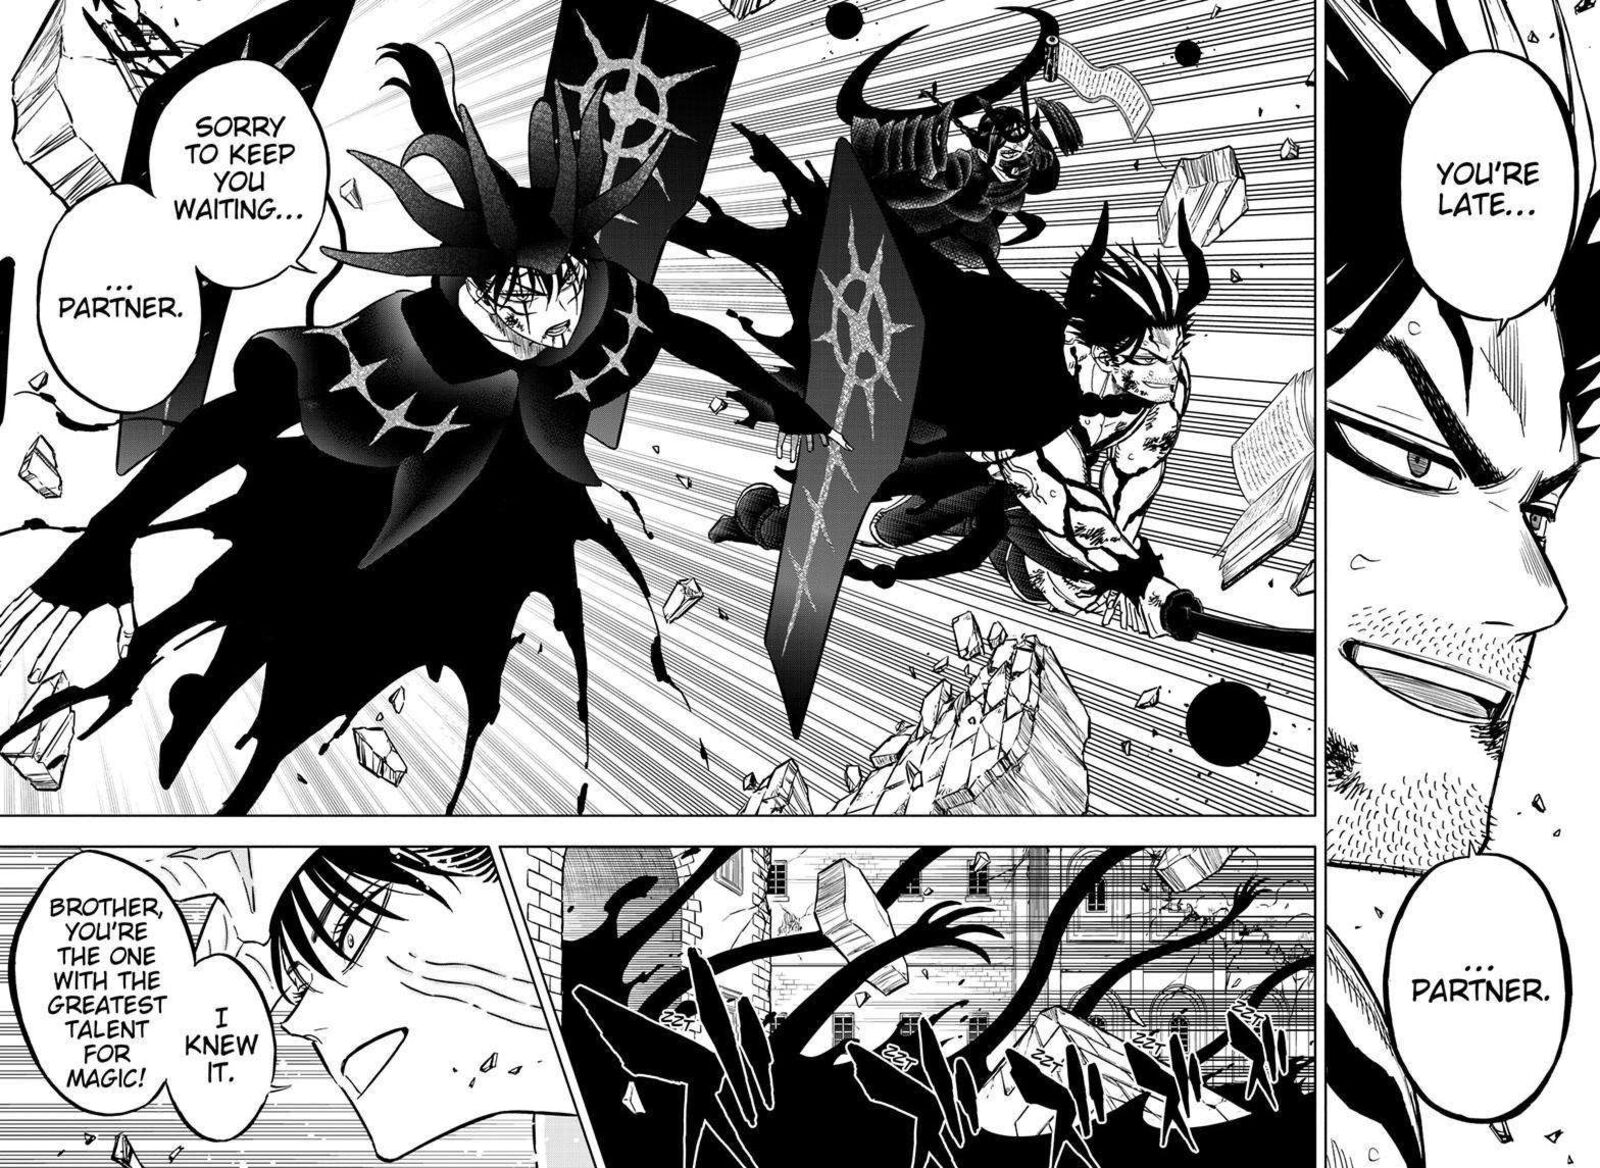 YOU'RE
LATE...
...
PARTNER.
SORRY
TO KEEP
YOU
WAITING...
...
PARTNER.
ZZT
ZZT
ZZT
ZZT
ZZT
I
KNEW
IT.
BROTHER,
YOU'RE
THE ONE
WITH THE
GREATEST
TALENT
FOR
MAGIC!